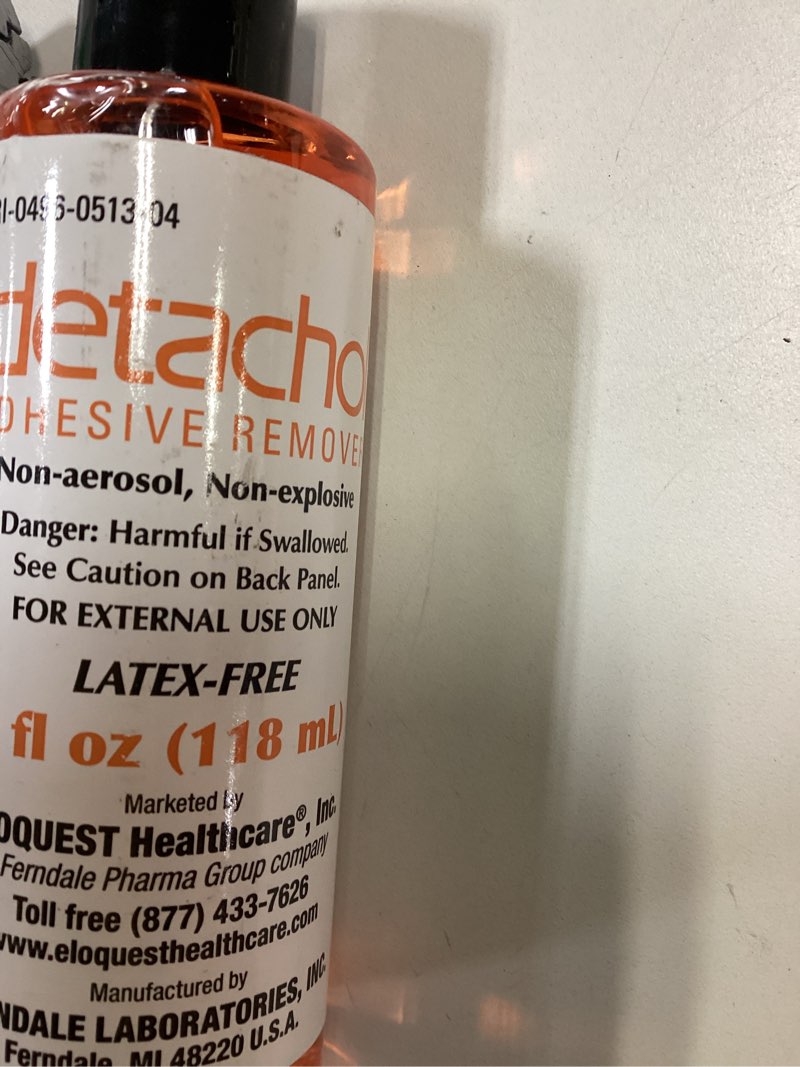 I-0496-0513-04
detacho
DHESIVE REMOVE
Non-aerosol, Non-explosive
Danger: Harmful if Swallowed.
See Caution on Back Panel.
FOR EXTERNAL USE ONLY
LATEX-FREE
fl oz (118 mL)
Marketed by
OQUEST Healthcare®, Inc.
Ferndale Pharma Group company
Toll free (877) 433-7626
www.eloquesthealthcare.com
Manufactured by
NDALE LABORATORIES, INC.
Ferndale, MI 48220 U.S.A.